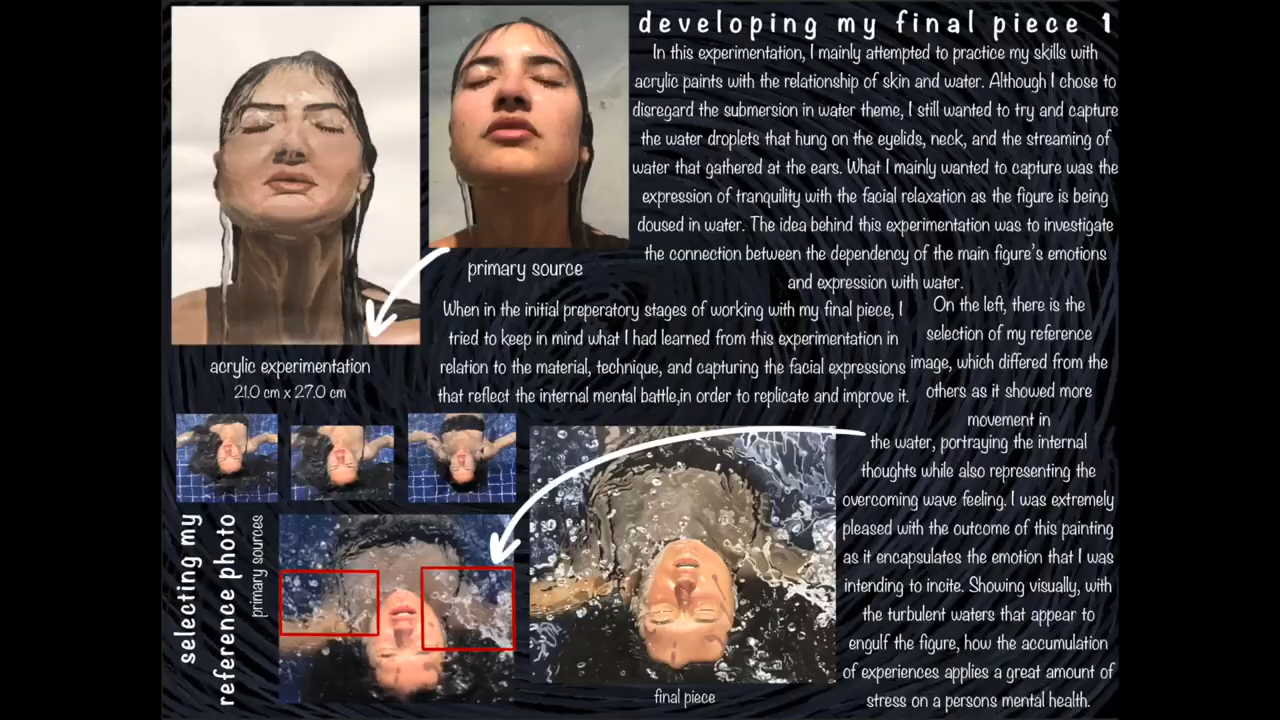 developing my final piece 1
In this experimentation, I mainly attempted to practice my skills with
acrylic paints with the relationship of skin and water. Although I chose to
disregard the submersion in water theme, I still wanted to try and capture
the water droplets that hung on the eyelids, neck, and the streaming of
water that gathered at the ears. What I mainly wanted to capture was the
expression of tranquility with the facial relaxation as the figure is being
doused in water. The idea behind this experimentation was to investigate
the connection between the dependency of the main figure's emotions
and expression with water.
primary source
acrylic experimentation
21.0 cm x 27.0 cm
When in the initial preperatory stages of working with my final piece, I
tried to keep in mind what I had learned from this experimentation in
relation to the material, technique, and capturing the facial expressions
that reflect the internal mental battle,in order to replicate and improve it.
On the left, there is the
selection of my reference
image, which differed from the
others as it showed more
movement in
the water, portraying the internal
thoughts while also representing the
overcoming wave feeling. I was extremely
pleased with the outcome of this painting
as it encapsulates the emotion that I was
intending to incite. Showing visually, with
the turbulent waters that appear to
engulf the figure, how the accumulation
of experiences applies a great amount of
stress on a persons mental health.
selecting my
reference photo
primary sources
final piece